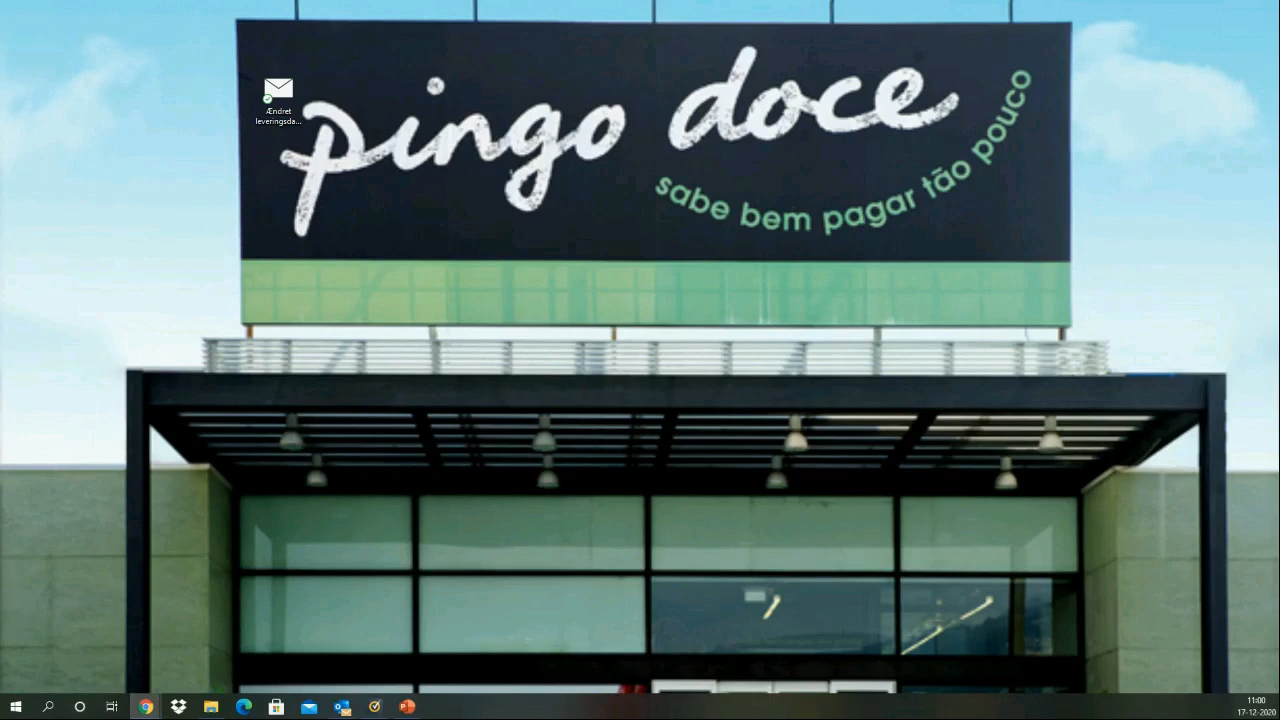 pingo doce
sabe bem pagar tão pouco
Ændret
leveringsda...
11:00
17-12-2020